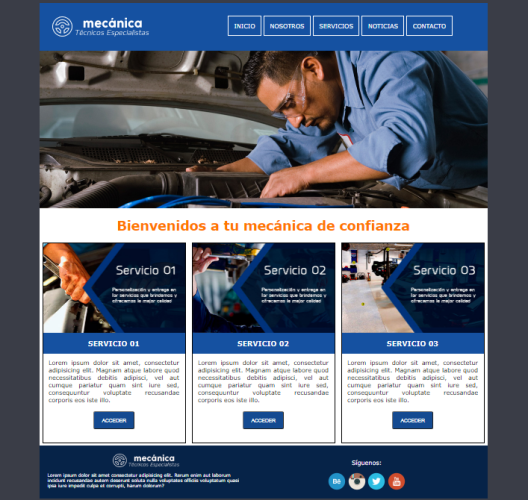 mecánica
Técnicos Especialistas
INICIO NOSOTROS SERVICIOS NOTICIAS CONTACTO
Bienvenidos a tu mecánica de confianza
Servicio 01
Personalización y entrega en
los servicios que brindamos y
ofrecemos la mejor calidad
SERVICIO 01
Lorem ipsum dolor sit amet, consectetur
adipisicing elit. Magnam atque labore quod
necessitatibus debitis adipisci, vel aut
cumque pariatur quam sint iure sed,
consequuntur voluptate recusandae
corporis eos iste illo.
ACCEDER
Servicio 02
Personalización y entrega en
los servicios que brindamos y
ofrecemos la mejor calidad
SERVICIO 02
Lorem ipsum dolor sit amet, consectetur
adipisicing elit. Magnam atque labore quod
necessitatibus debitis adipisci, vel aut
cumque pariatur quam sint iure sed,
consequuntur voluptate recusandae
corporis eos iste illo.
ACCEDER
Servicio 03
Personalización y entrega en
los servicios que brindamos y
ofrecemos la mejor calidad
SERVICIO 03
Lorem ipsum dolor sit amet, consectetur
adipisicing elit. Magnam atque labore quod
necessitatibus debitis adipisci, vel aut
cumque pariatur quam sint iure sed,
consequuntur voluptate recusandae
corporis eos iste illo.
ACCEDER
mecánica
Técnicos Especialistas
Lorem ipsum dolor sit amet consectetur adipisicing elit. Rerum enim aut laborum
incidunt recusandae autem deserunt soluta nulla voluptates officiis voluptatum quasi
ipsa iure impedit culpa et corrupti, harum dolorum?
Síguenos:
Bē